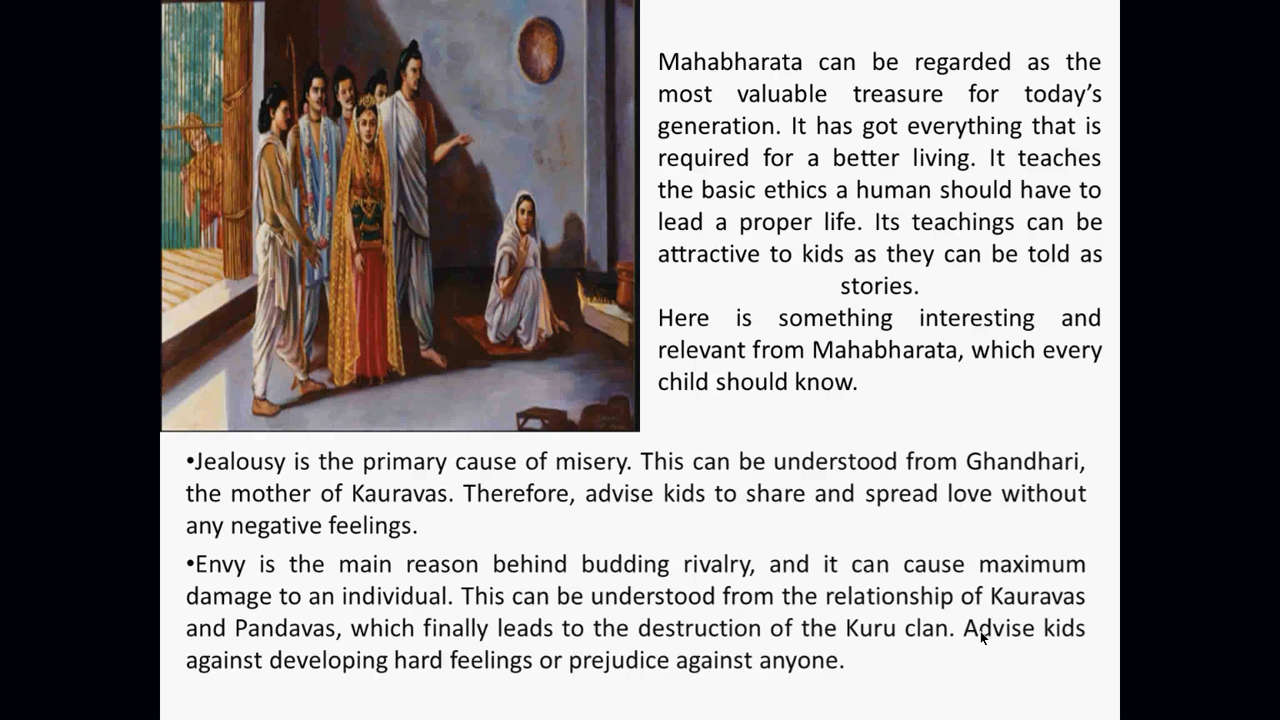 Mahabharata can be regarded as the
most valuable treasure for today’s
generation. It has got everything that is
required for a better living. It teaches
the basic ethics a human should have to
lead a proper life. Its teachings can be
attractive to kids as they can be told as
stories.
Here is something interesting and
relevant from Mahabharata, which every
child should know.
•Jealousy is the primary cause of misery. This can be understood from Ghandhari,
the mother of Kauravas. Therefore, advise kids to share and spread love without
any negative feelings.
•Envy is the main reason behind budding rivalry, and it can cause maximum
damage to an individual. This can be understood from the relationship of Kauravas
and Pandavas, which finally leads to the destruction of the Kuru clan. Advise kids
against developing hard feelings or prejudice against anyone.